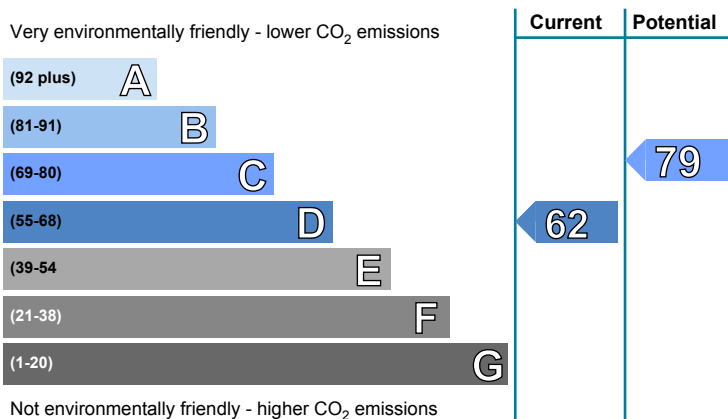 Current Potential
Very environmentally friendly - lower CO2 emissions
(92 plus) A
(81-91) B
(69-80) C
79
(55-68) D
62
(39-54 E
(21-38) F
(1-20) G
Not environmentally friendly - higher CO2 emissions